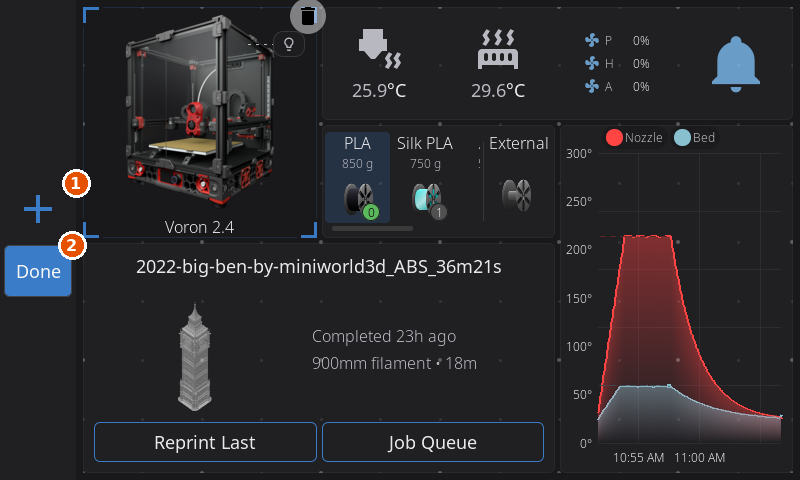 1
2
Done
Voron 2.4
25.9°C
29.6°C
P 0%
H 0%
A 0%
PLA
850 g
0
Silk PLA
750 g
1
External
2022-big-ben-by-miniworld3d_ABS_36m21s
Completed 23h ago
900mm filament • 18m
Reprint Last
Job Queue
Nozzle
Bed
300°
250°
200°
150°
100°
50°
0°
10:55 AM
11:00 AM